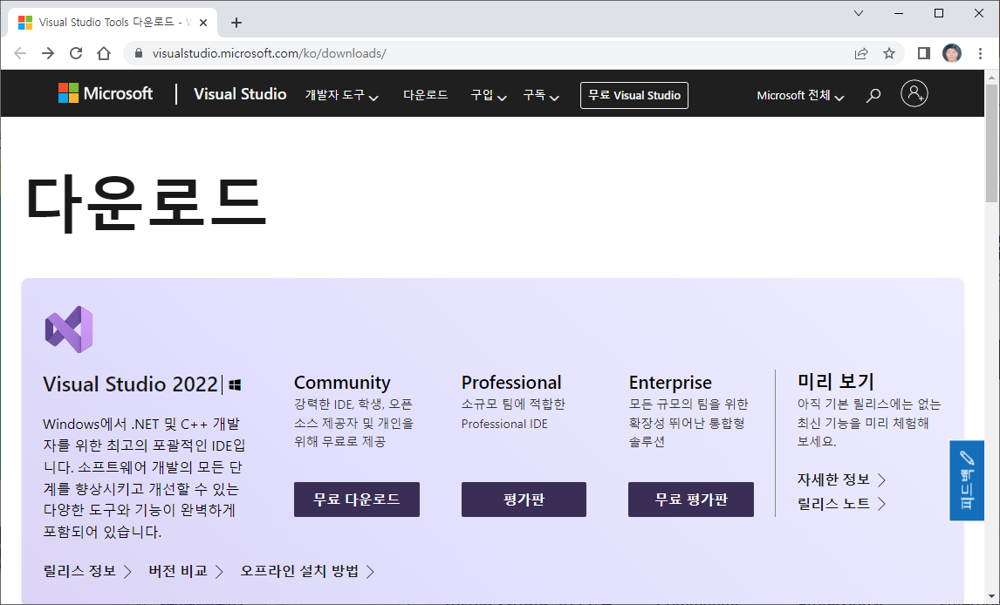 Visual Studio Tools 다운로드 -
visualstudio.microsoft.com/ko/downloads/
Microsoft
Visual Studio
개발자 도구
다운로드
구입
구독
무료 Visual Studio
Microsoft 전체
다운로드
Visual Studio 2022
Windows에서 .NET 및 C++ 개발
자를 위한 최고의 포괄적인 IDE입
니다. 소프트웨어 개발의 모든 단
계를 향상시키고 개선할 수 있는
다양한 도구와 기능이 완벽하게
포함되어 있습니다.
Community
강력한 IDE, 학생, 오픈
소스 제공자 및 개인을
위해 무료로 제공
무료 다운로드
Professional
소규모 팀에 적합한
Professional IDE
평가판
Enterprise
모든 규모의 팀을 위한
확장성 뛰어난 통합형
솔루션
무료 평가판
미리 보기
아직 기본 릴리스에는 없는
최신 기능을 미리 체험해
보세요.
자세한 정보
릴리스 노트
릴리스 정보
버전 비교
오프라인 설치 방법
피드백